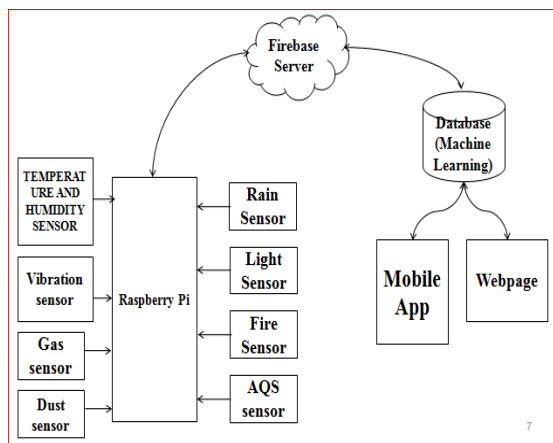 Firebase
Server
Database
(Machine
Learning)
TEMPERAT
URE AND
HUMIDITY
SENSOR
Rain
Sensor
Vibration
sensor
Raspberry Pi
Light
Sensor
Mobile
App
Webpage
Gas
sensor
Fire
Sensor
Dust
sensor
AQS
sensor
7